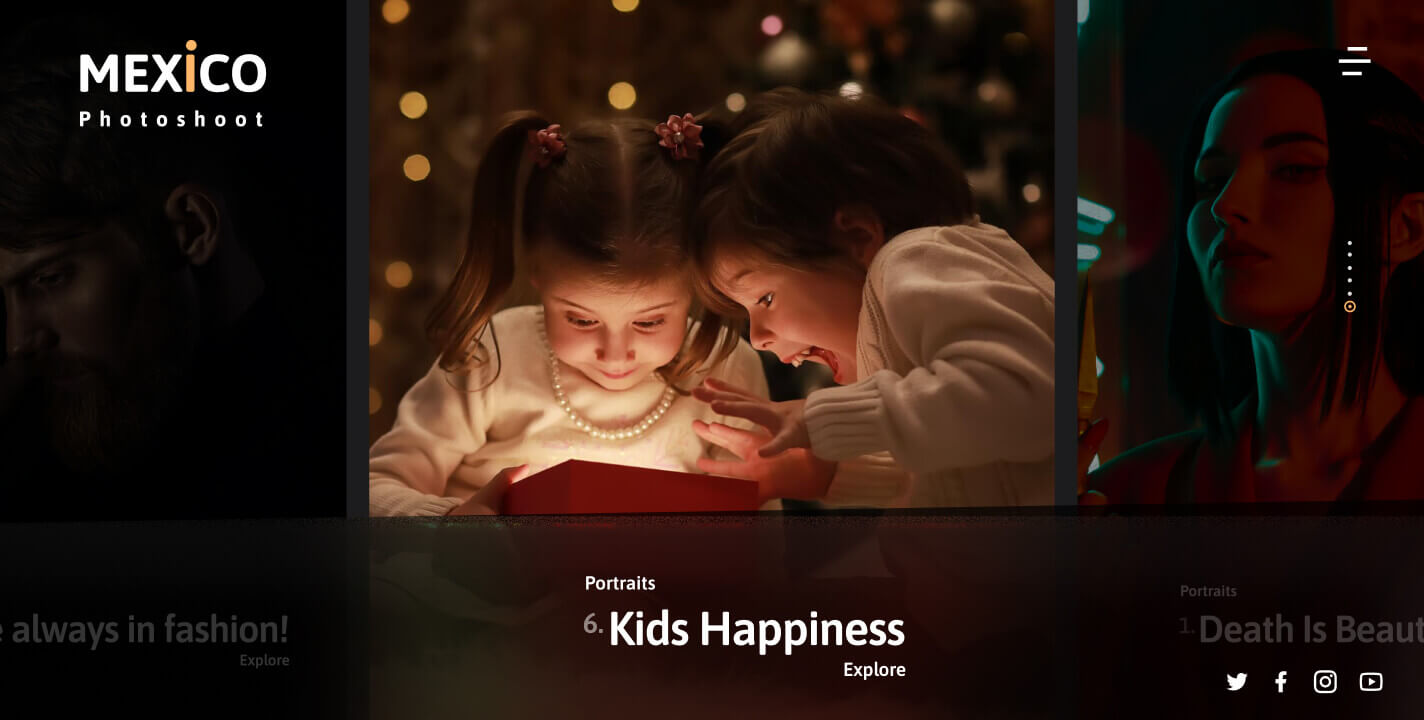 MEXiCO
Photoshoot
always in fashion!
Explore
Portraits
6. Kids Happiness
Explore
Portraits
1. Death Is Beaut